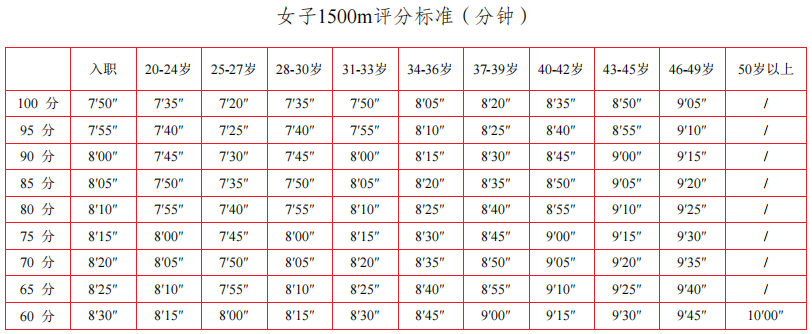 女子1500m评分标准（分钟）
入职 20-24岁 25-27岁 28-30岁 31-33岁 34-36岁 37-39岁 40-42岁 43-45岁 46-49岁 50岁以上
100 分 7′50″ 7′35″ 7′20″ 7′35″ 7′50″ 8′05″ 8′20″ 8′35″ 8′50″ 9′05″ /
95 分 7′55″ 7′40″ 7′25″ 7′40″ 7′55″ 8′10″ 8′25″ 8′40″ 8′55″ 9′10″ /
90 分 8′00″ 7′45″ 7′30″ 7′45″ 8′00″ 8′15″ 8′30″ 8′45″ 9′00″ 9′15″ /
85 分 8′05″ 7′50″ 7′35″ 7′50″ 8′05″ 8′20″ 8′35″ 8′50″ 9′05″ 9′20″ /
80 分 8′10″ 7′55″ 7′40″ 7′55″ 8′10″ 8′25″ 8′40″ 8′55″ 9′10″ 9′25″ /
75 分 8′15″ 8′00″ 7′45″ 8′00″ 8′15″ 8′30″ 8′45″ 9′00″ 9′15″ 9′30″ /
70 分 8′20″ 8′05″ 7′50″ 8′05″ 8′20″ 8′35″ 8′50″ 9′05″ 9′20″ 9′35″ /
65 分 8′25″ 8′10″ 7′55″ 8′10″ 8′25″ 8′40″ 8′55″ 9′10″ 9′25″ 9′40″ /
60 分 8′30″ 8′15″ 8′00″ 8′15″ 8′30″ 8′45″ 9′00″ 9′15″ 9′30″ 9′45″ 10′00″